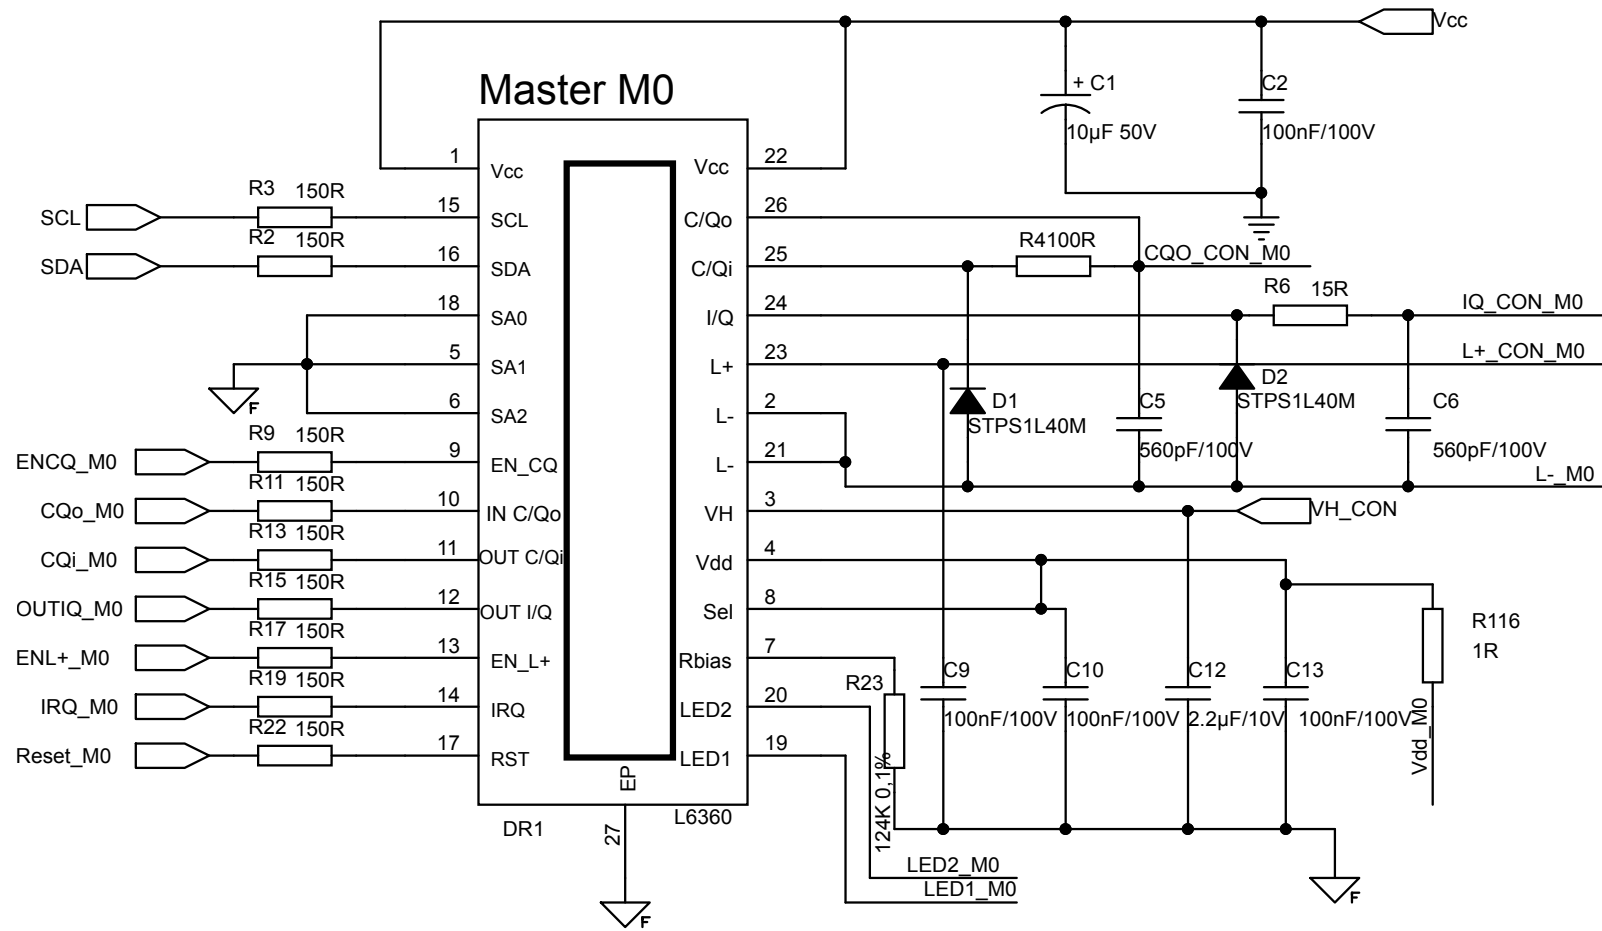 Vcc
Master M0
+ C1
10µF 50V
C2
100nF/100V
1
Vcc
Vcc
22
R3 150R
SCL
15
SCL
C/Qo
26
R2 150R
SDA
16
SDA
C/Qi
25
R4100R
CQO_CON_M0
18
SA0
I/Q
24
R6 15R
IQ_CON_M0
5
SA1
L+
23
L+_CON_M0
F
6
SA2
L-
2
D1
STPS1L40M
C5
560pF/100V
D2
STPS1L40M
C6
560pF/100V
R9 150R
ENCQ_M0
9
EN_CQ
L-
21
L-_M0
R11 150R
CQo_M0
10
IN C/Qo
VH
3
VH_CON
R13 150R
CQi_M0
11
OUT C/Qi
Vdd
4
R15 150R
OUTIQ_M0
12
OUT I/Q
Sel
8
R116
1R
R17 150R
ENL+_M0
13
EN_L+
Rbias
7
R19 150R
IRQ_M0
14
IRQ
LED2
20
R23
124K 0,1%
C9
100nF/100V
C10
100nF/100V
C12
2.2µF/10V
C13
100nF/100V
Vdd_M0
R22 150R
Reset_M0
17
RST
LED1
19
EP
DR1
27
L6360
LED2_M0
LED1_M0
F
F